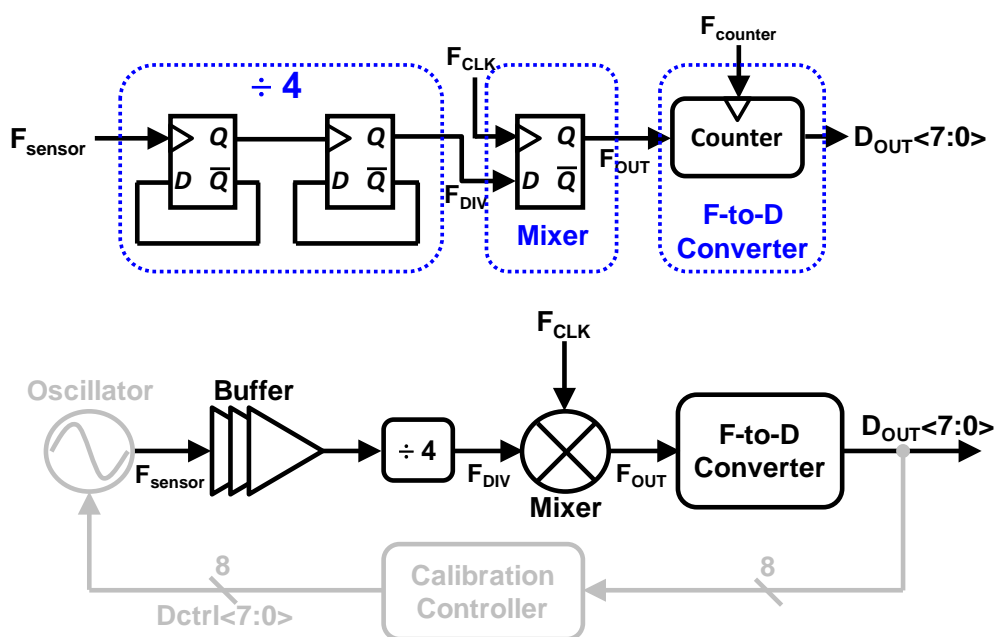 F_counter
÷ 4
F_CLK
F_sensor
Q
D Q̅
Q
D Q̅
F_DIV
Q
D Q̅
Mixer
F_OUT
Counter
D_OUT<7:0>
F-to-D
Converter
F_CLK
Oscillator
Buffer
F_sensor
÷ 4
F_DIV
Mixer
F_OUT
F-to-D
Converter
D_OUT<7:0>
8
Dctrl<7:0>
Calibration
Controller
8